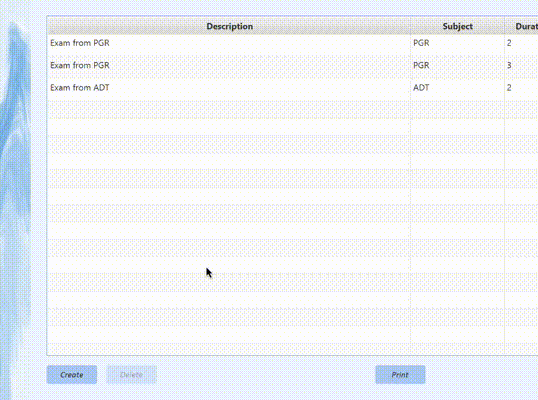 Description Subject Durat
Exam from PGR PGR 2
Exam from PGR PGR 3
Exam from ADT ADT 2
Create Delete Print